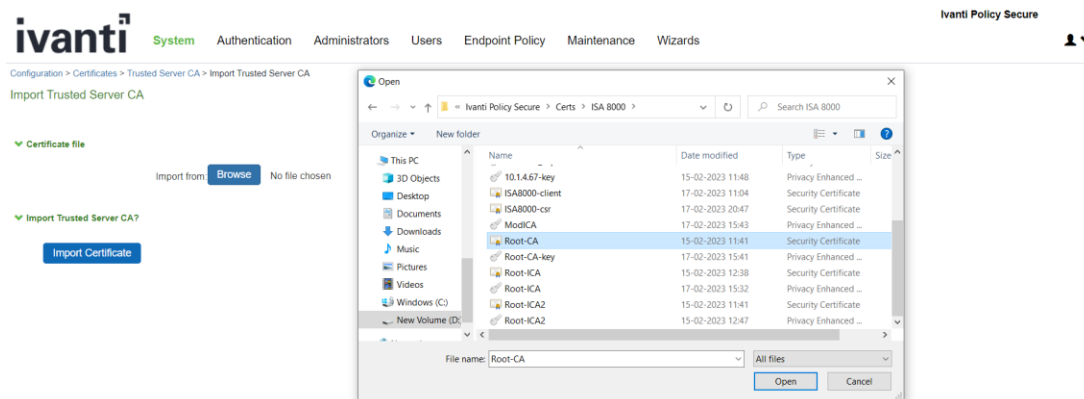 Ivanti Policy Secure
ivanti
System Authentication Administrators Users Endpoint Policy Maintenance Wizards
Configuration > Certificates > Trusted Server CA > Import Trusted Server CA
Import Trusted Server CA
Certificate file
Import from: Browse No file chosen
Import Trusted Server CA?
Import Certificate
Open
« Ivanti Policy Secure > Certs > ISA 8000 >
Search ISA 8000
Organize New folder
This PC
3D Objects
Desktop
Documents
Downloads
Music
Pictures
Videos
Windows (C:)
New Volume (D:
Name Date modified Type Size
10.1.4.67-key 15-02-2023 11:48 Privacy Enhanced ...
ISA8000-client 17-02-2023 11:04 Security Certificate
ISA8000-csr 17-02-2023 20:47 Security Certificate
ModICA 17-02-2023 15:43 Privacy Enhanced ...
Root-CA 15-02-2023 11:41 Security Certificate
Root-CA-key 17-02-2023 15:41 Privacy Enhanced ...
Root-ICA 15-02-2023 12:38 Security Certificate
Root-ICA 17-02-2023 15:32 Privacy Enhanced ...
Root-ICA2 15-02-2023 11:41 Security Certificate
Root-ICA2 15-02-2023 12:47 Privacy Enhanced ...
File name: Root-CA All files
Open Cancel